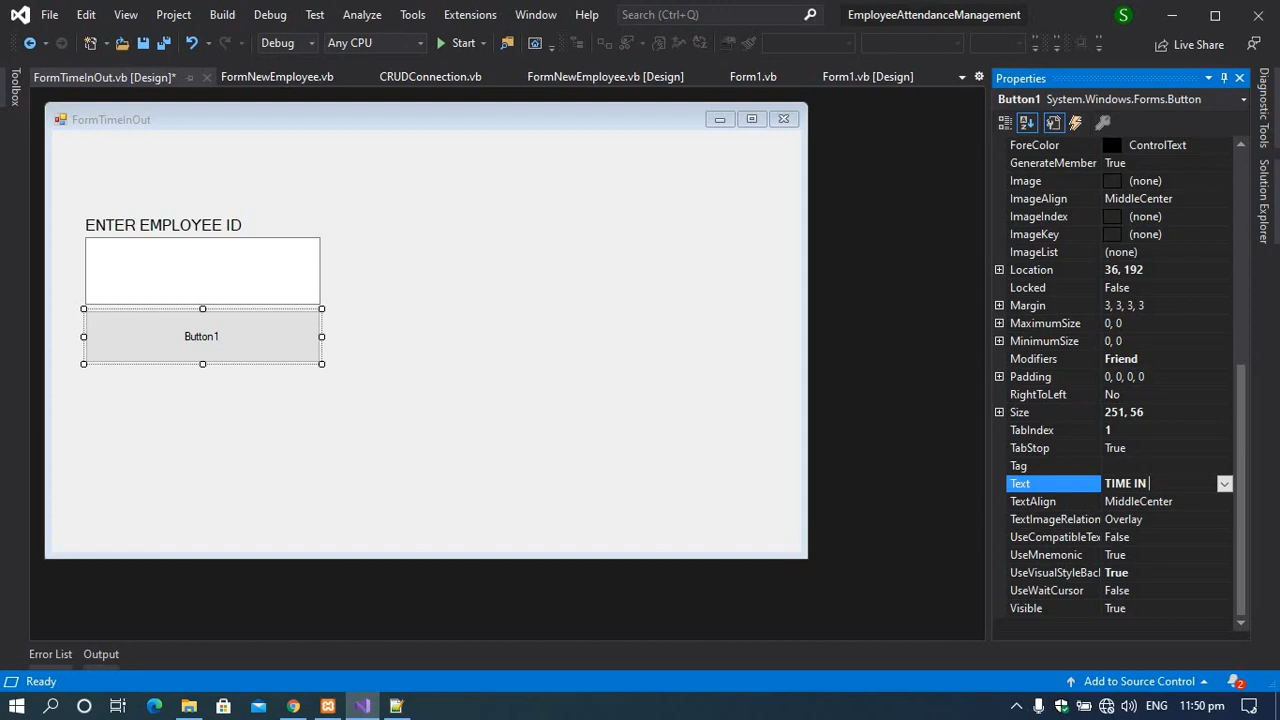 File Edit View Project Build Debug Test Analyze Tools Extensions Window Help Search (Ctrl+Q) EmployeeAttendanceManagement S
Debug Any CPU Start Live Share
FormTimeInOut.vb [Design]* FormNewEmployee.vb CRUDConnection.vb FormNewEmployee.vb [Design] Form1.vb Form1.vb [Design]
Toolbox
FormTimeInOut
ENTER EMPLOYEE ID
Button1
Properties
Button1 System.Windows.Forms.Button
ForeColor ControlText
GenerateMember True
Image (none)
ImageAlign MiddleCenter
ImageIndex (none)
ImageKey (none)
ImageList (none)
Location 36, 192
Locked False
Margin 3, 3, 3, 3
MaximumSize 0, 0
MinimumSize 0, 0
Modifiers Friend
Padding 0, 0, 0, 0
RightToLeft No
Size 251, 56
TabIndex 1
TabStop True
Tag
Text TIME IN
TextAlign MiddleCenter
TextImageRelation Overlay
UseCompatibleTex False
UseMnemonic True
UseVisualStyleBacl True
UseWaitCursor False
Visible True
Diagnostic Tools
Solution Explorer
Error List Output
Ready Add to Source Control 2
ENG 11:50 pm